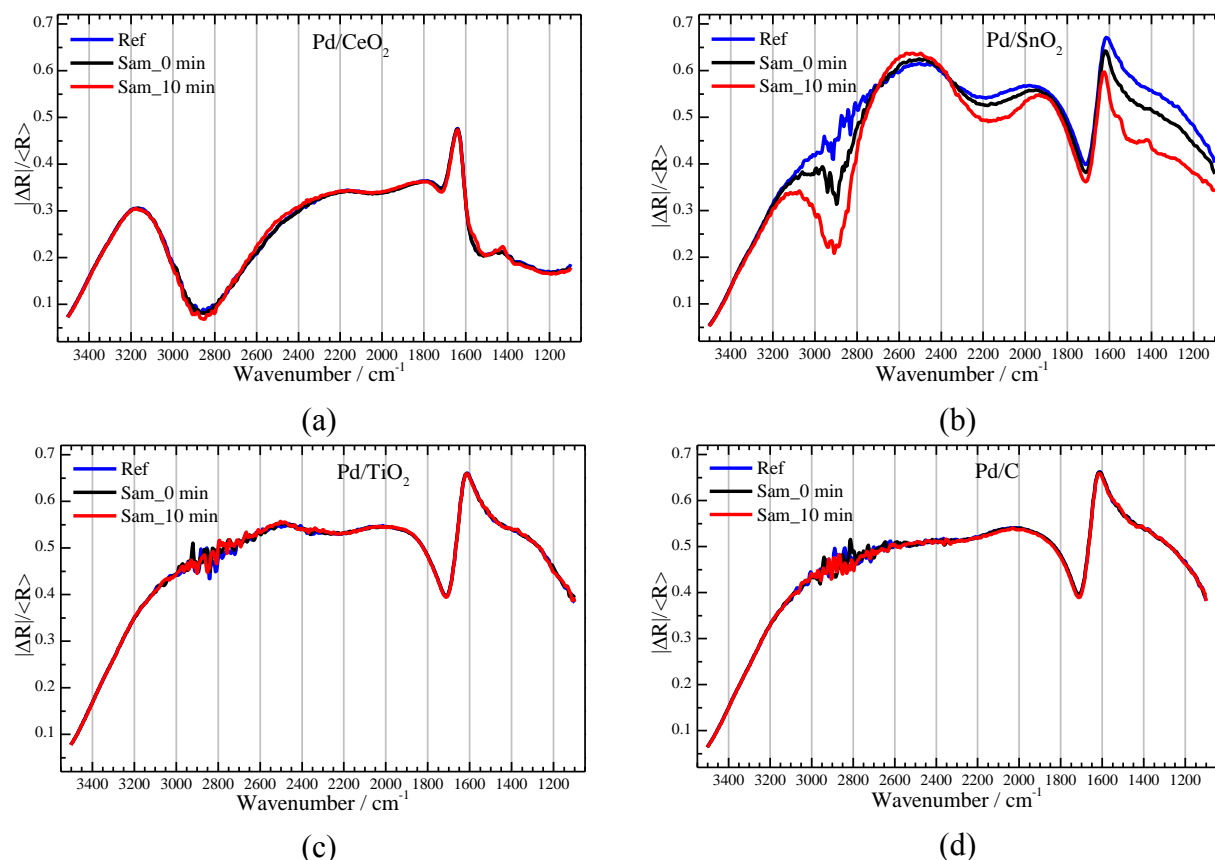 0.7
0.6
0.5
0.4
0.3
0.2
0.1
|ΔR|/<R>
Ref
Sam_0 min
Sam_10 min
Pd/CeO₂
3400 3200 3000 2800 2600 2400 2200 2000 1800 1600 1400 1200
Wavenumber / cm⁻¹
(a)
0.7
0.6
0.5
0.4
0.3
0.2
0.1
|ΔR|/<R>
Ref
Sam_0 min
Sam_10 min
Pd/SnO₂
3400 3200 3000 2800 2600 2400 2200 2000 1800 1600 1400 1200
Wavenumber / cm⁻¹
(b)
0.7
0.6
0.5
0.4
0.3
0.2
0.1
|ΔR|/<R>
Ref
Sam_0 min
Sam_10 min
Pd/TiO₂
3400 3200 3000 2800 2600 2400 2200 2000 1800 1600 1400 1200
Wavenumber / cm⁻¹
(c)
0.7
0.6
0.5
0.4
0.3
0.2
0.1
|ΔR|/<R>
Ref
Sam_0 min
Sam_10 min
Pd/C
3400 3200 3000 2800 2600 2400 2200 2000 1800 1600 1400 1200
Wavenumber / cm⁻¹
(d)